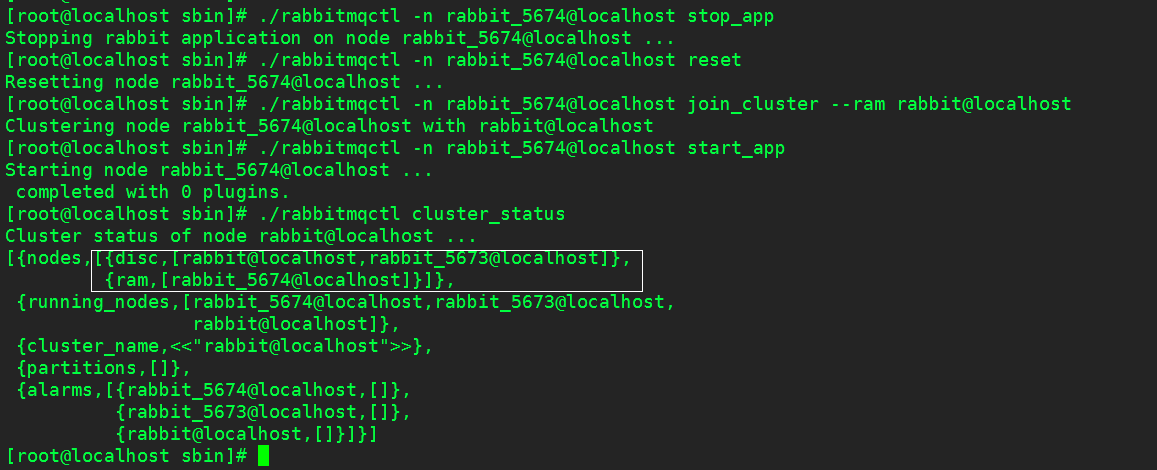 [root@localhost sbin]# ./rabbitmqctl -n rabbit_5674@localhost stop_app
Stopping rabbit application on node rabbit_5674@localhost ...
[root@localhost sbin]# ./rabbitmqctl -n rabbit_5674@localhost reset
Resetting node rabbit_5674@localhost ...
[root@localhost sbin]# ./rabbitmqctl -n rabbit_5674@localhost join_cluster --ram rabbit@localhost
Clustering node rabbit_5674@localhost with rabbit@localhost
[root@localhost sbin]# ./rabbitmqctl -n rabbit_5674@localhost start_app
Starting node rabbit_5674@localhost ...
 completed with 0 plugins.
[root@localhost sbin]# ./rabbitmqctl cluster_status
Cluster status of node rabbit@localhost ...
[{nodes,[{disc,[rabbit@localhost,rabbit_5673@localhost]},
         {ram,[rabbit_5674@localhost]}]},
 {running_nodes,[rabbit_5674@localhost,rabbit_5673@localhost,
                 rabbit@localhost]},
 {cluster_name,<<"rabbit@localhost">>},
 {partitions,[]},
 {alarms,[{rabbit_5674@localhost,[]},
          {rabbit_5673@localhost,[]},
          {rabbit@localhost,[]}]}]
[root@localhost sbin]#